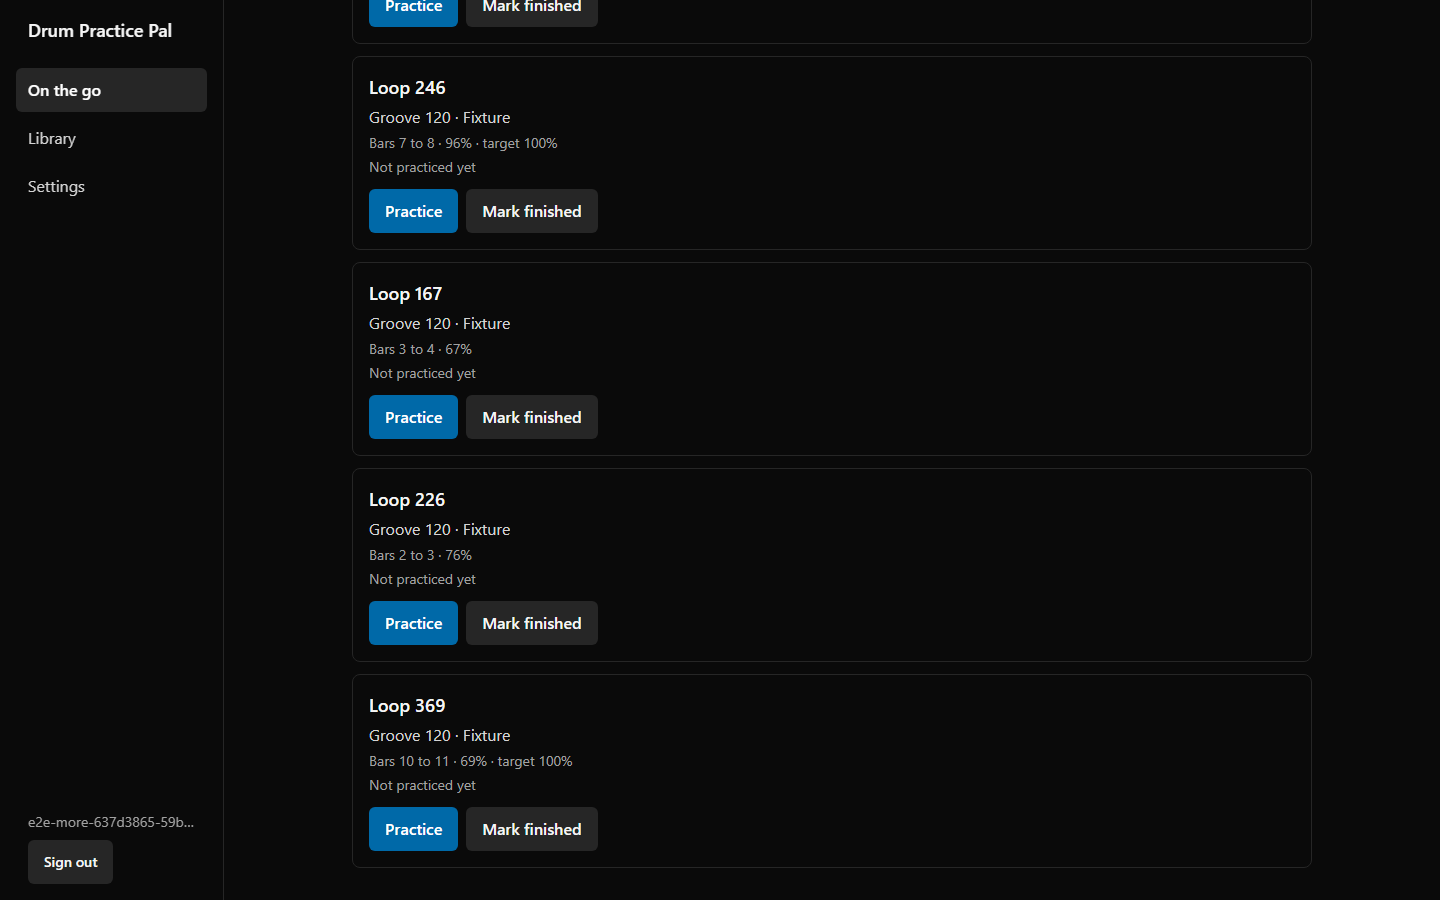 Drum Practice Pal
On the go
Library
Settings
e2e-more-637d3865-59b...
Sign out
Practice
Mark finished
Loop 246
Groove 120 · Fixture
Bars 7 to 8 · 96% · target 100%
Not practiced yet
Practice
Mark finished
Loop 167
Groove 120 · Fixture
Bars 3 to 4 · 67%
Not practiced yet
Practice
Mark finished
Loop 226
Groove 120 · Fixture
Bars 2 to 3 · 76%
Not practiced yet
Practice
Mark finished
Loop 369
Groove 120 · Fixture
Bars 10 to 11 · 69% · target 100%
Not practiced yet
Practice
Mark finished